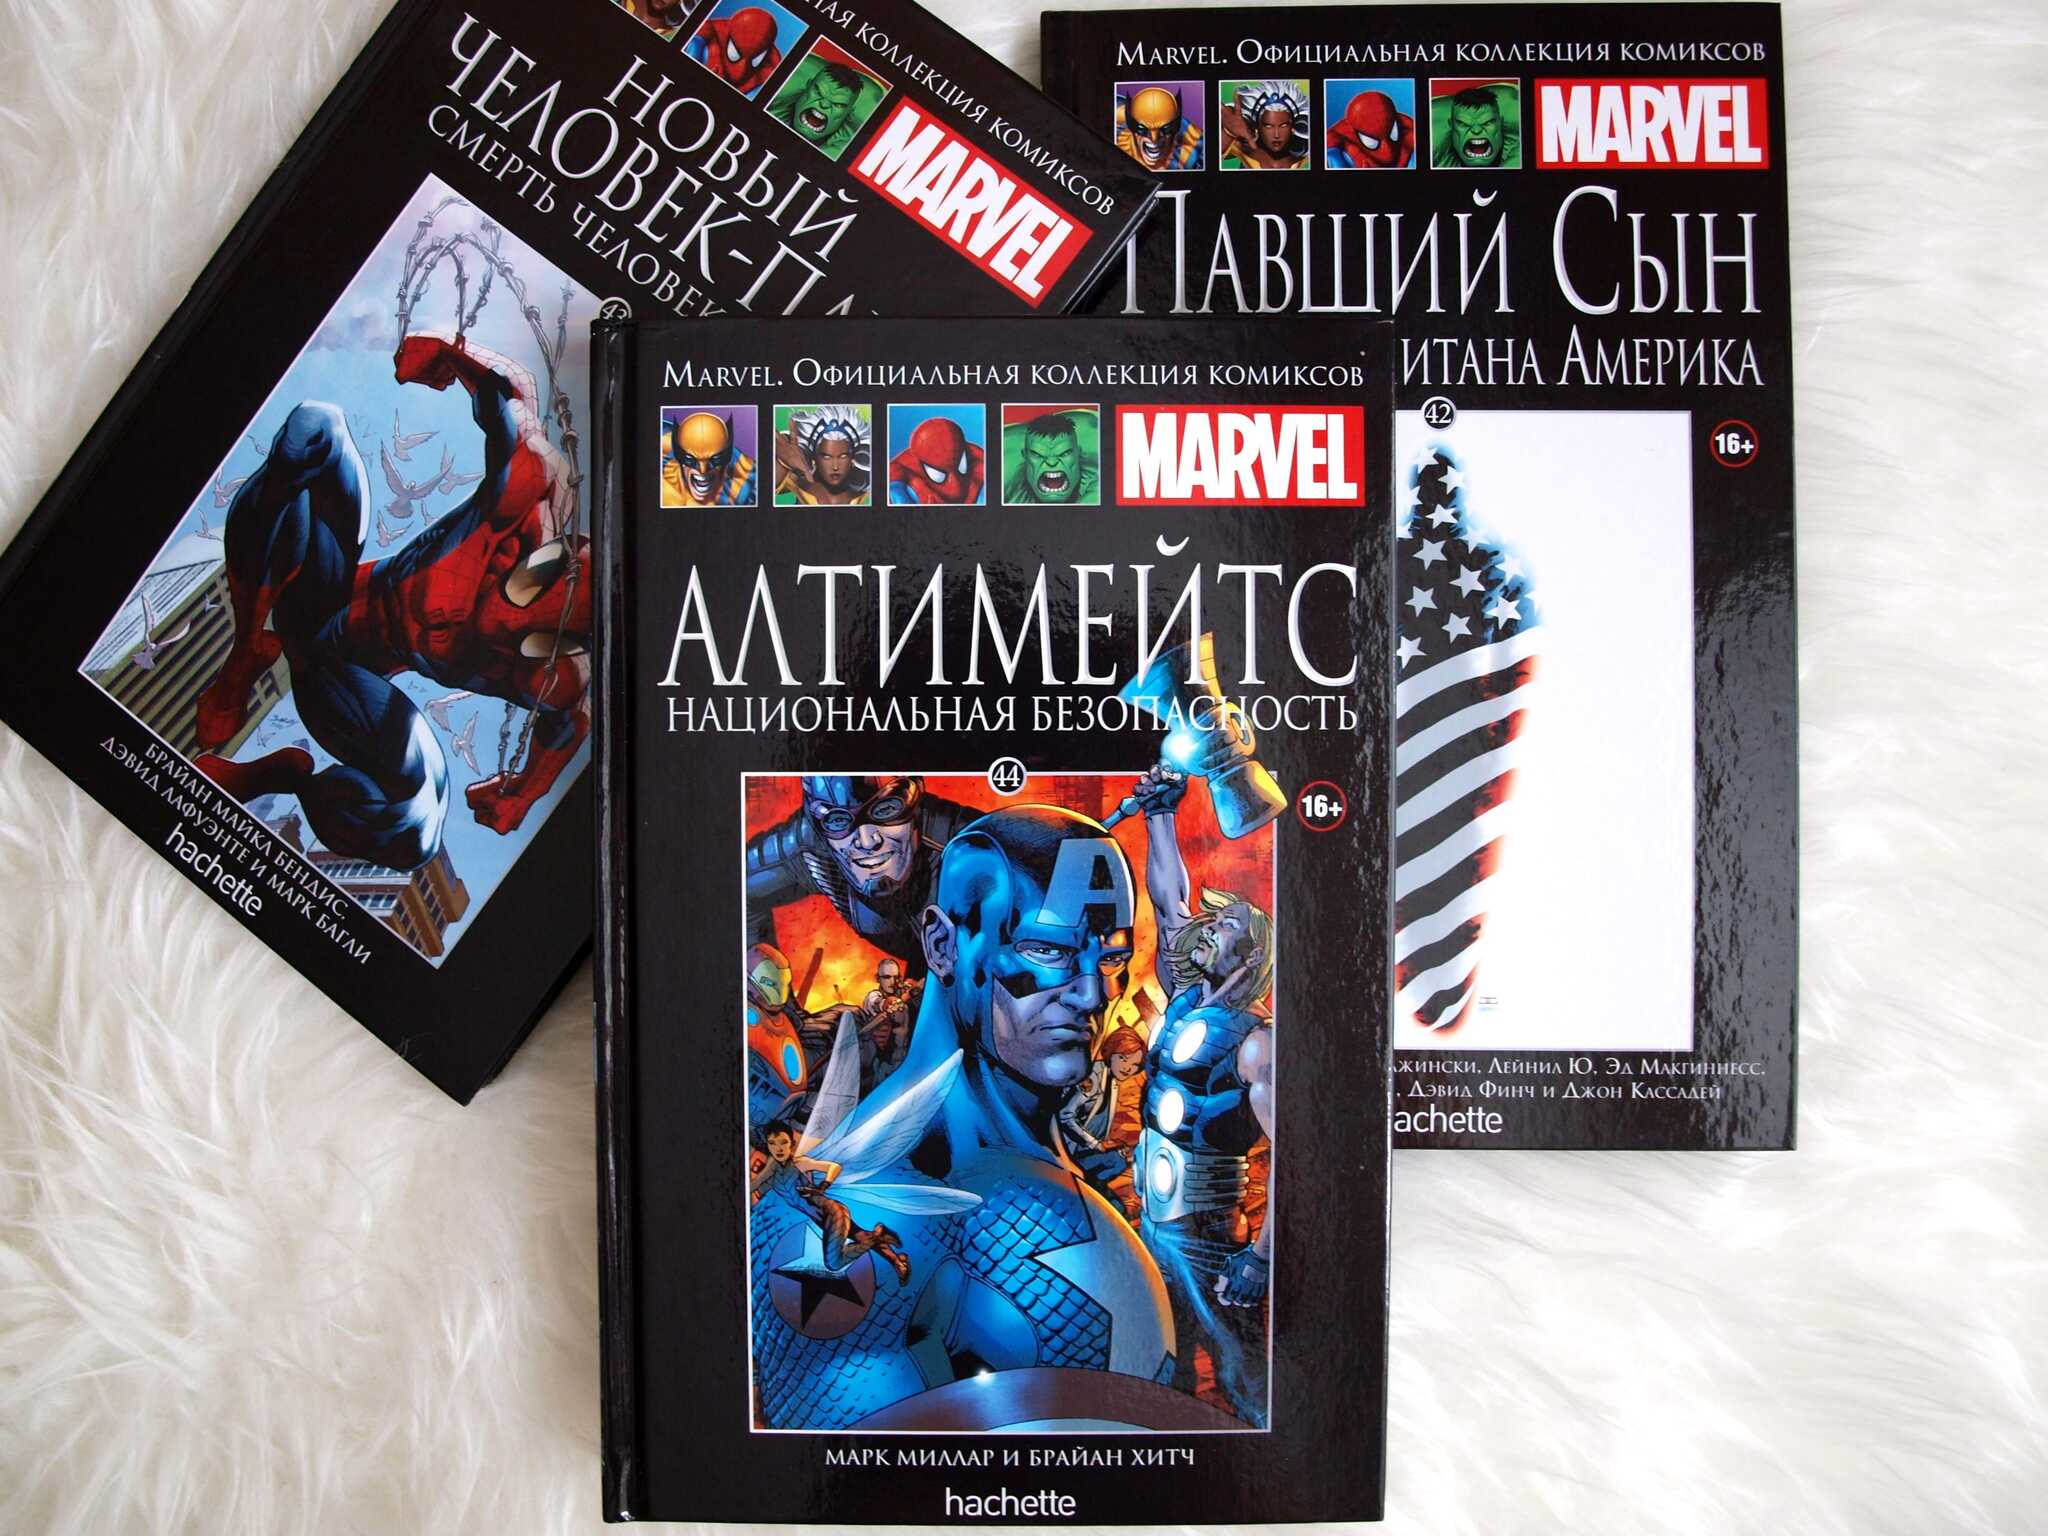 КОЛЛЕКЦИЯ КОМИКСОВ
MARVEL
НОВЫЙ
ЧЕЛОВЕК-ПА
СМЕРТЬ ЧЕЛОВЕК
43
БРАЙАН МАЙКЛ БЕНДИС,
ДЭВИД ЛАФУЭНТЕ И МАРК БАГЛИ
hachette
MARVEL. ОФИЦИАЛЬНАЯ КОЛЛЕКЦИЯ КОМИКСОВ
MARVEL
ПАВШИЙ СЫН
ИТАНА АМЕРИКА
42
16+
ЖИНСКИ, ЛЕЙНИЛ Ю, ЭД МАКГИННЕСС,
, ДЭВИД ФИНЧ И ДЖОН КАССАДЕЙ
achette
MARVEL. ОФИЦИАЛЬНАЯ КОЛЛЕКЦИЯ КОМИКСОВ
MARVEL
АЛТИМЕЙТС
НАЦИОНАЛЬНАЯ БЕЗОПАСНОСТЬ
44
16+
A
МАРК МИЛЛАР И БРАЙАН ХИТЧ
hachette